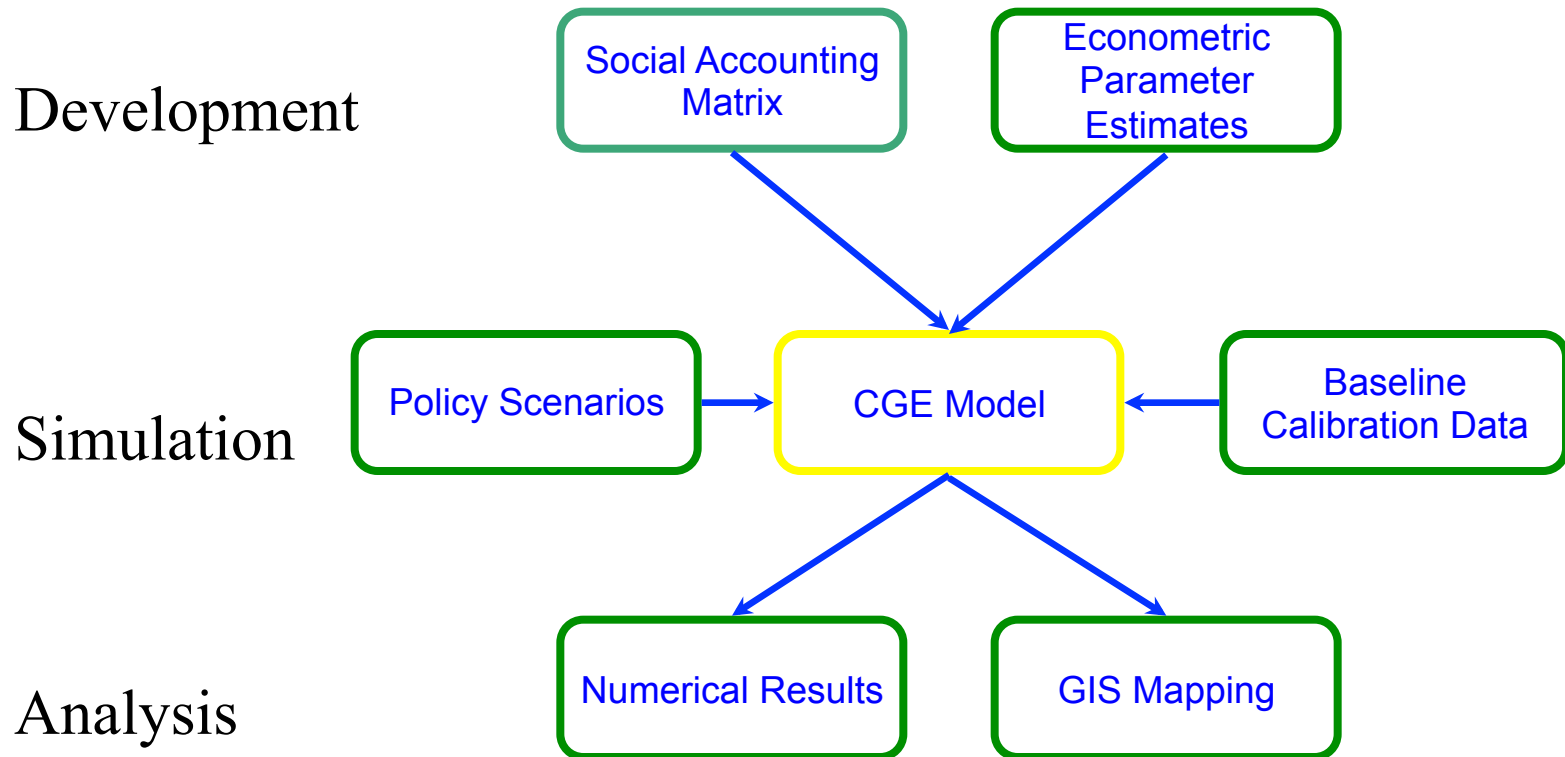 Development
Social Accounting
Matrix
Econometric
Parameter
Estimates
Simulation
Policy Scenarios
CGE Model
Baseline
Calibration Data
Analysis
Numerical Results
GIS Mapping